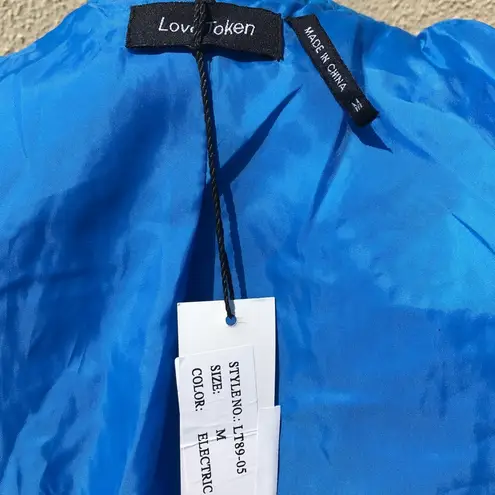 Love Token
MADE IN CHINA
STYLE NO.: LT89-05
SIZE: M
COLOR: ELECTRIC